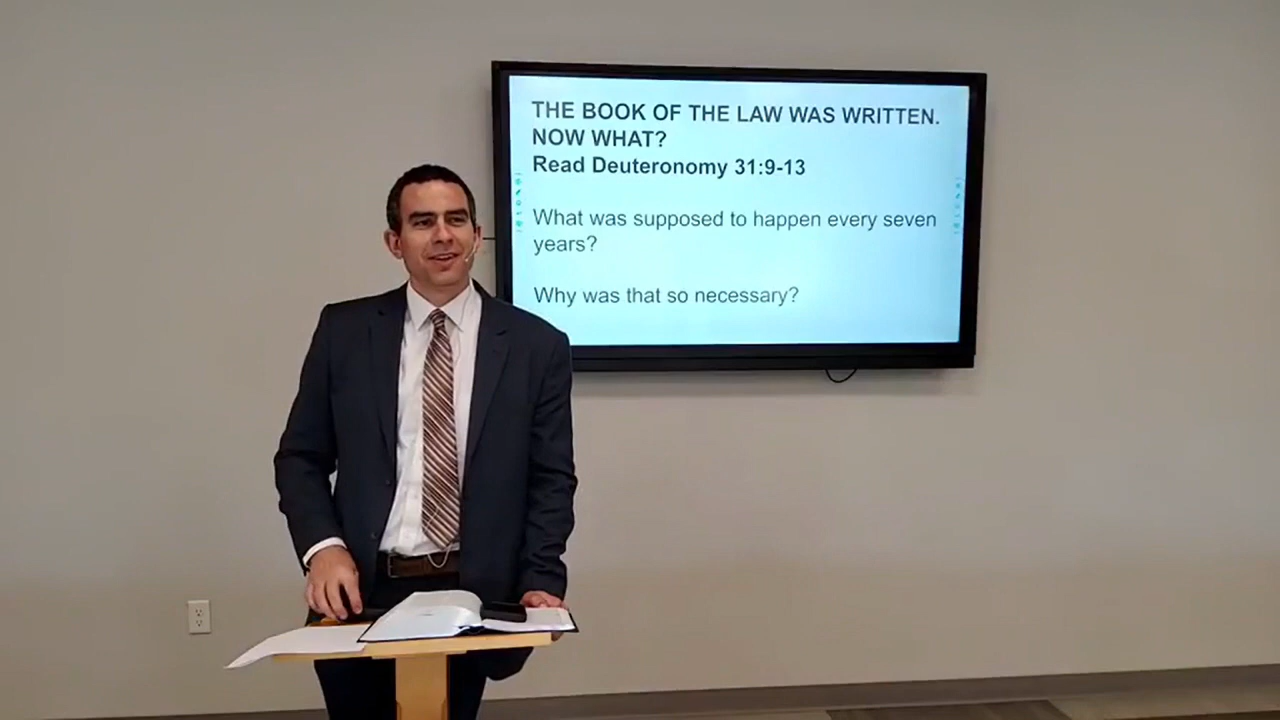 THE BOOK OF THE LAW WAS WRITTEN.
NOW WHAT?
Read Deuteronomy 31:9-13
What was supposed to happen every seven
years?
Why was that so necessary?